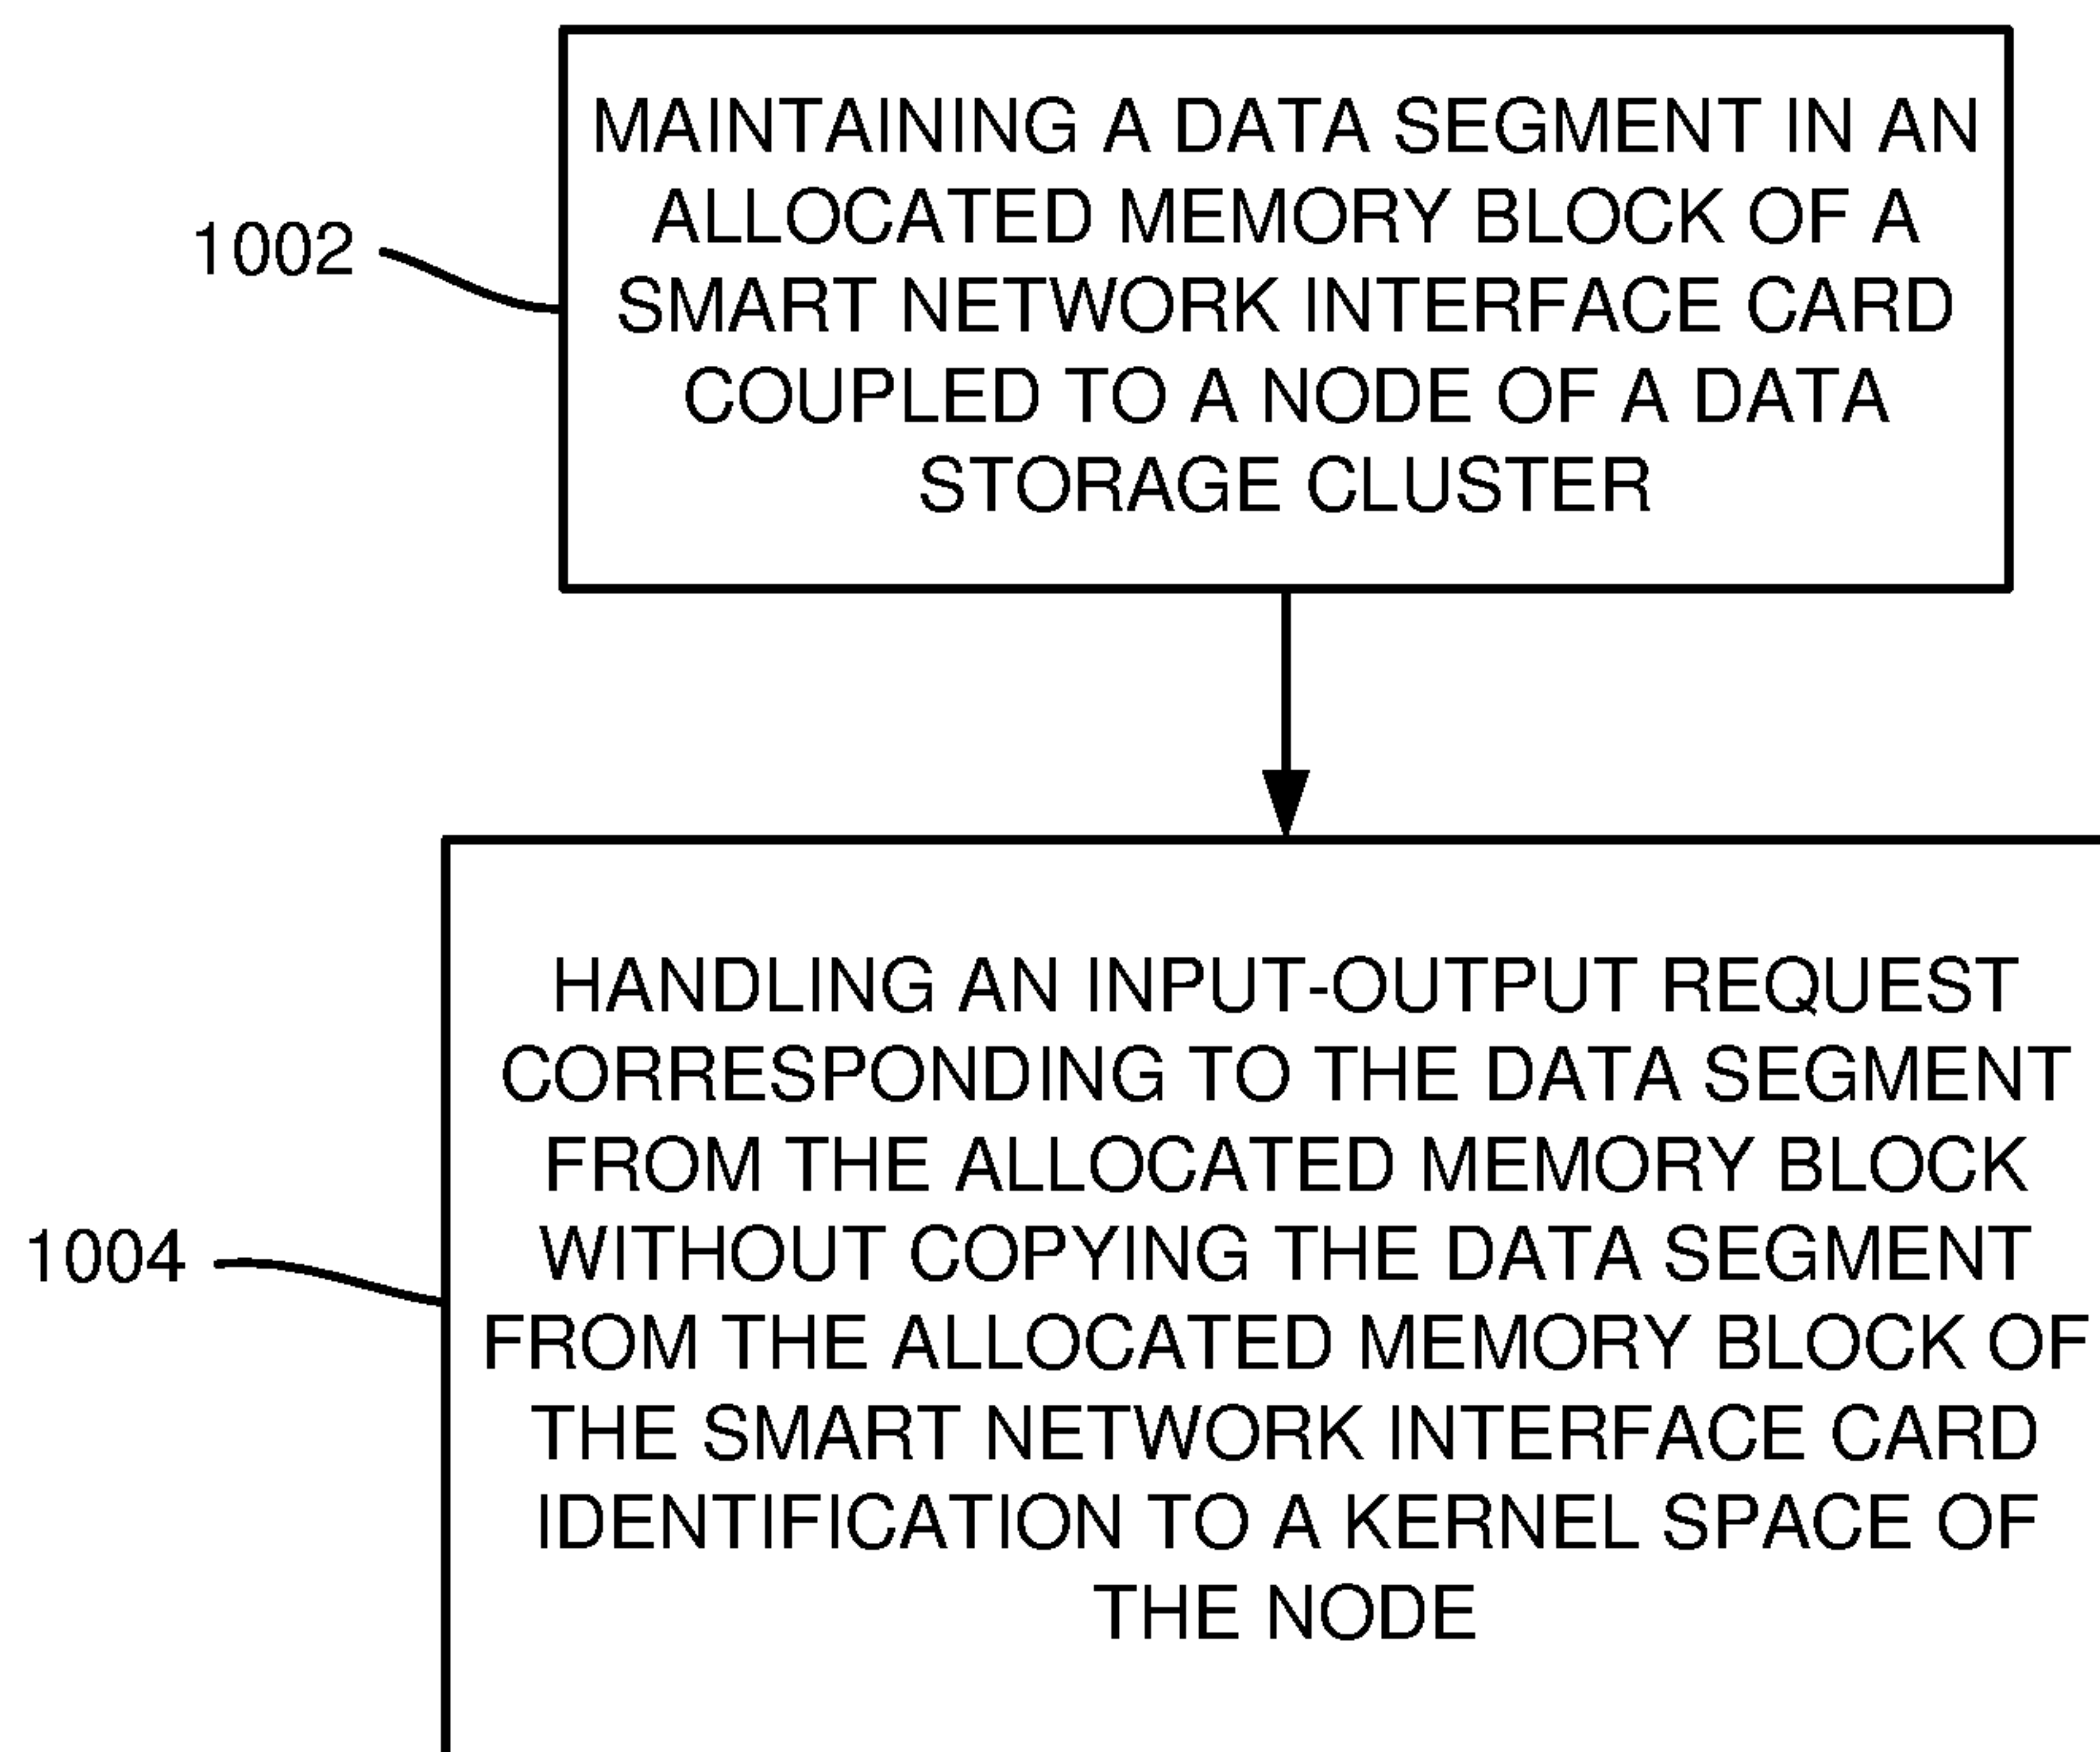 MAINTAINING A DATA SEGMENT IN AN
ALLOCATED MEMORY BLOCK OF A
SMART NETWORK INTERFACE CARD
COUPLED TO A NODE OF A DATA
STORAGE CLUSTER
1002
HANDLING AN INPUT-OUTPUT REQUEST
CORRESPONDING TO THE DATA SEGMENT
FROM THE ALLOCATED MEMORY BLOCK
WITHOUT COPYING THE DATA SEGMENT
FROM THE ALLOCATED MEMORY BLOCK OF
THE SMART NETWORK INTERFACE CARD
IDENTIFICATION TO A KERNEL SPACE OF
THE NODE
1004